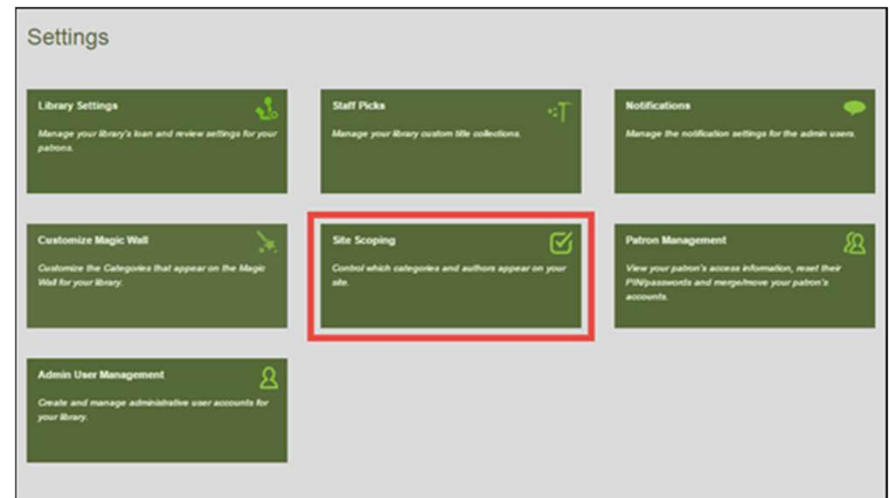 Settings
Library Settings
Manage your library's loan and review settings for your
patrons.
Staff Picks
Manage your library custom title collections.
Notifications
Manage the notification settings for the admin users.
Customize Magic Wall
Customize the Categories that appear on the Magic
Wall for your library.
Site Scoping
Control which categories and authors appear on your
site.
Patron Management
View your patron's access information, reset their
PIN/passwords and merge/move your patron's
accounts.
Admin User Management
Create and manage administrative user accounts for
your library.